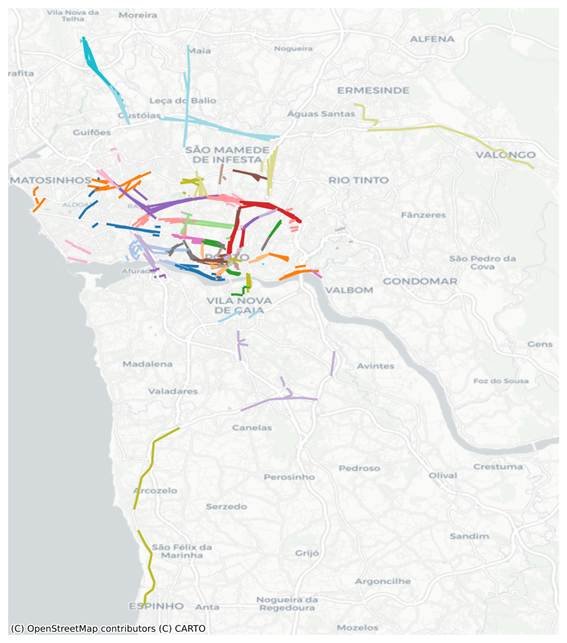 Vila Nova da
Telha
Moreira
ALFENA
Maia
Nogueira
rafita
ERMESINDE
Leça do Balio
Custóias
Águas Santas
Guifões
SÃO MAMEDE
DE INFESTA
VALONGO
MATOSINHOS
RIO TINTO
ALDOA
Fânzeres
PORTO
São Pedro da
Cova
Afurada
GONDOMAR
VALBOM
VILA NOVA
DE GAIA
Gens
Madalena
Avintes
Foz do Sousa
Valadares
Canelas
Crestuma
Pedroso
Olival
Perosinho
Arcozelo
Serzedo
Sandim
São Félix da
Marinha
Grijó
Argoncilhe
ESPINHO
Anta
Nogueira da
Regedoura
Mozelos
(C) OpenStreetMap contributors (C) CARTO